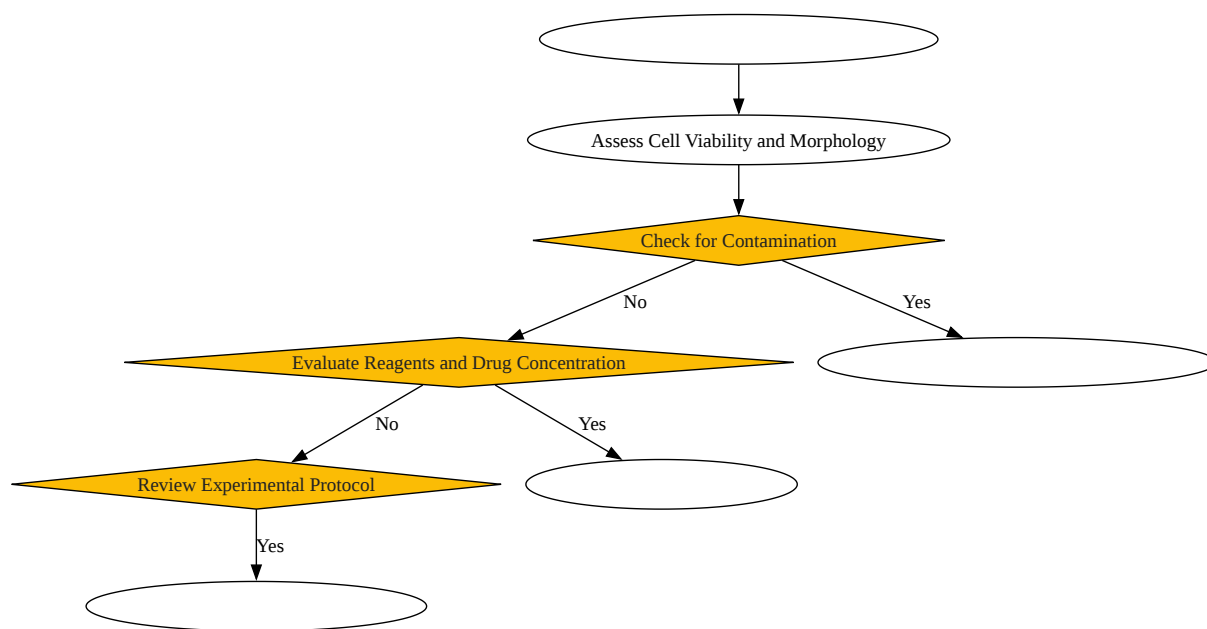 Assess Cell Viability and Morphology
Check for Contamination
No
Yes
Evaluate Reagents and Drug Concentration
No
Yes
Review Experimental Protocol
Yes